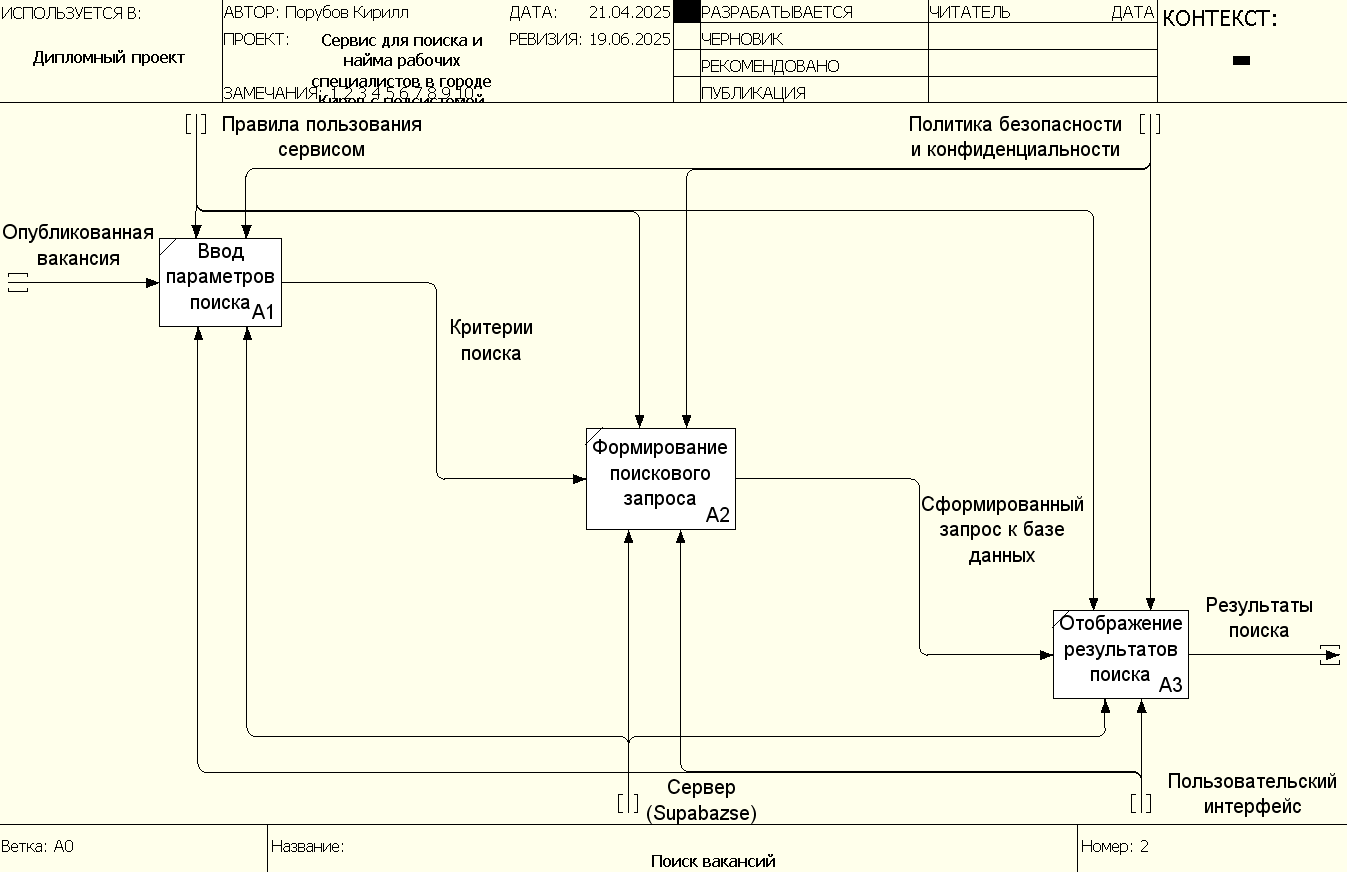 ИСПОЛЬЗУЕТСЯ В:
Дипломный проект
АВТОР: Порубов Кирилл
ДАТА: 21.04.2025
ПРОЕКТ:
Сервис для поиска и
найма рабочих
специалистов в городе
Киров с подсистемой
РЕВИЗИЯ: 19.06.2025
ЗАМЕЧАНИЯ: 1 2 3 4 5 6 7 8 9 10
РАЗРАБАТЫВАЕТСЯ
ЧЕРНОВИК
РЕКОМЕНДОВАНО
ПУБЛИКАЦИЯ
ЧИТАТЕЛЬ
ДАТА
КОНТЕКСТ:
Правила пользования
сервисом
Политика безопасности
и конфиденциальности
Опубликованная
вакансия
Ввод
параметров
поиска
A1
Критерии
поиска
Формирование
поискового
запроса
A2
Сформированный
запрос к базе
данных
Отображение
результатов
поиска
A3
Результаты
поиска
Сервер
(Supabazse)
Пользовательский
интерфейс
Ветка: A0
Название:
Поиск вакансий
Номер: 2